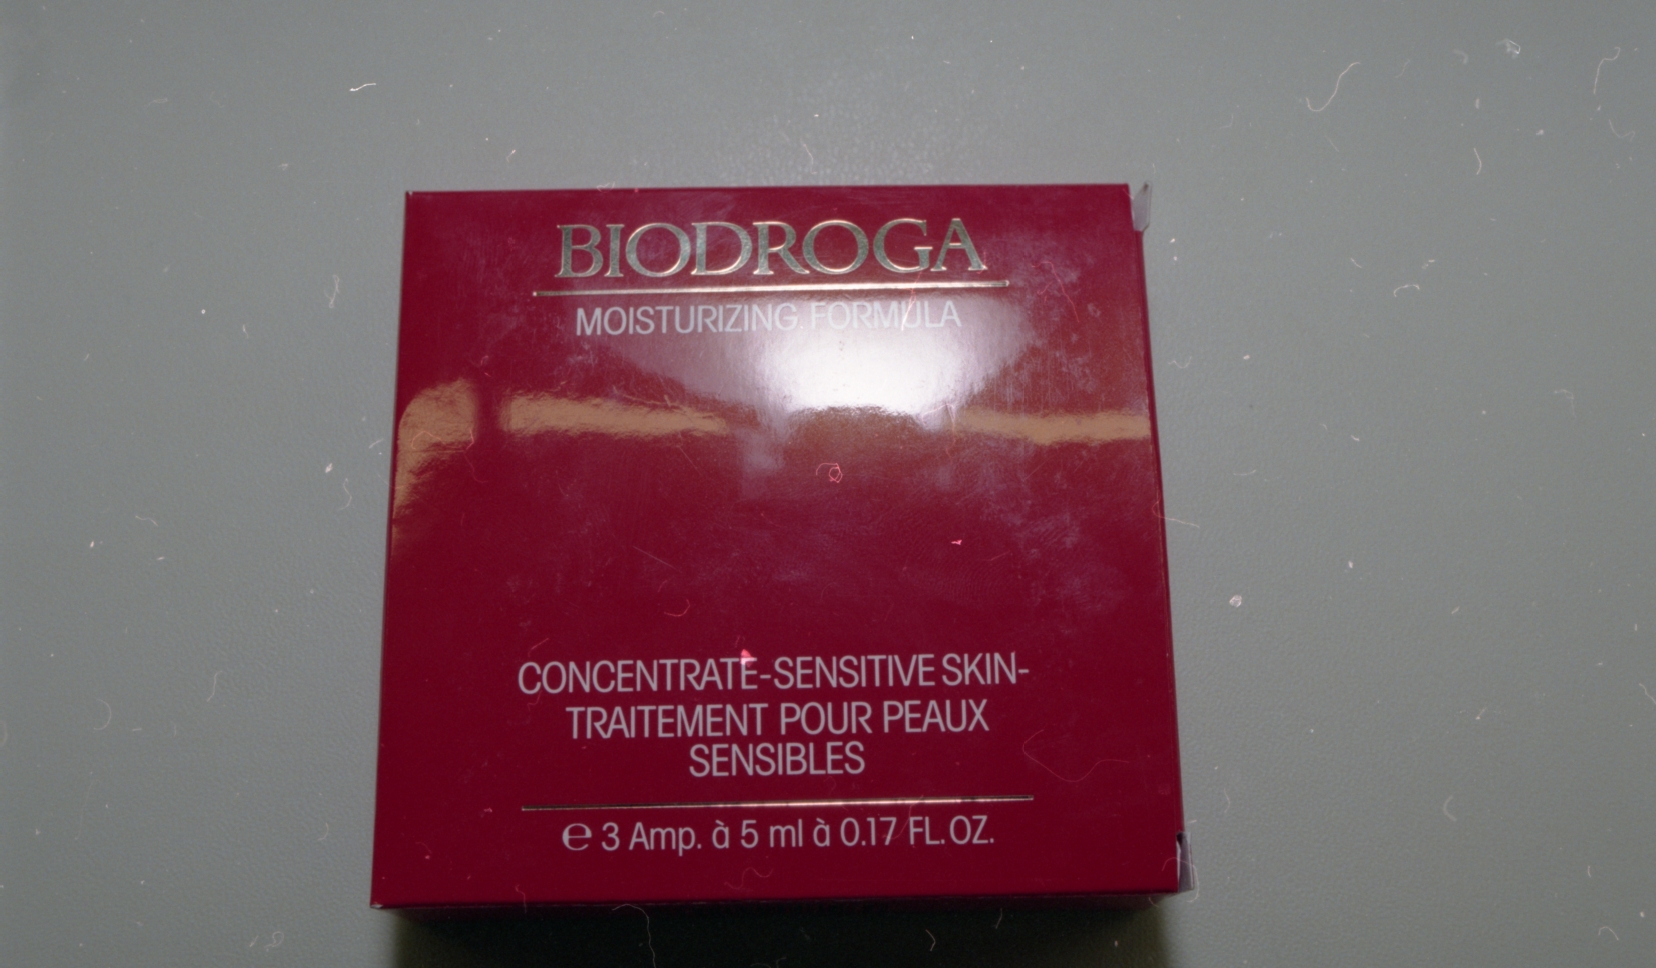 BIODROGA
MOISTURIZING FORMULA
CONCENTRATE-SENSITIVE SKIN-
TRAITEMENT POUR PEAUX
SENSIBLES
℮ 3 Amp. à 5 ml à 0.17 FL.OZ.